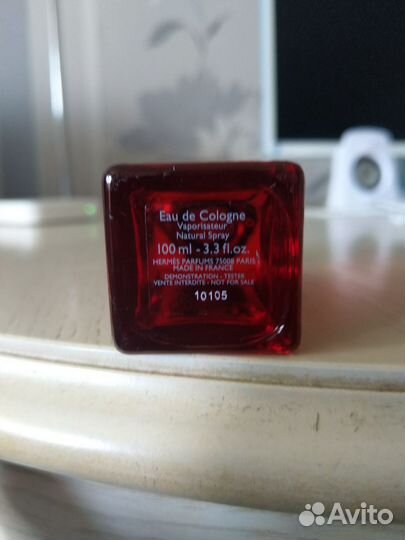 Eau de Cologne
Vaporisateur
Natural Spray
100 ml - 3.3 fl.oz.
HERMÈS PARFUMS 75008 PARIS
MADE IN FRANCE
DEMONSTRATION - TESTER
VENTE INTERDITE - NOT FOR SALE
10105
Avito